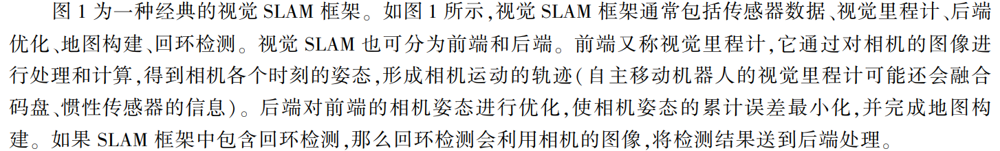 图 1 为一种经典的视觉 SLAM 框架。如图 1 所示,视觉 SLAM 框架通常包括传感器数据、视觉里程计、后端
优化、地图构建、回环检测。视觉 SLAM 也可分为前端和后端。前端又称视觉里程计,它通过对相机的图像进
行处理和计算,得到相机各个时刻的姿态,形成相机运动的轨迹(自主移动机器人的视觉里程计可能还会融合
码盘、惯性传感器的信息)。后端对前端的相机姿态进行优化,使相机姿态的累计误差最小化,并完成地图构
建。如果 SLAM 框架中包含回环检测,那么回环检测会利用相机的图像,将检测结果送到后端处理。